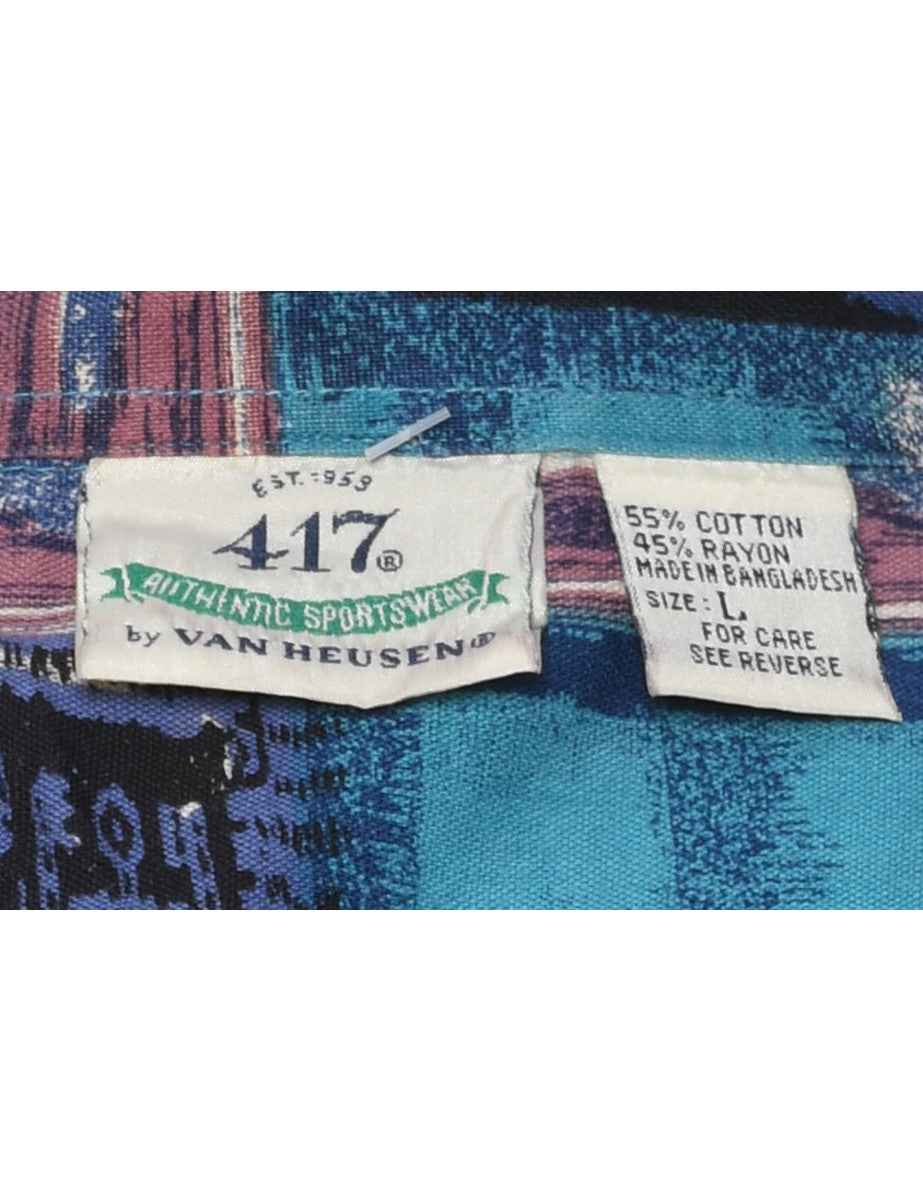 EST. 1953
417®
AUTHENTIC SPORTSWEAR
by VAN HEUSEN®
55% COTTON
45% RAYON
MADE IN BANGLADESH
SIZE: L
FOR CARE
SEE REVERSE